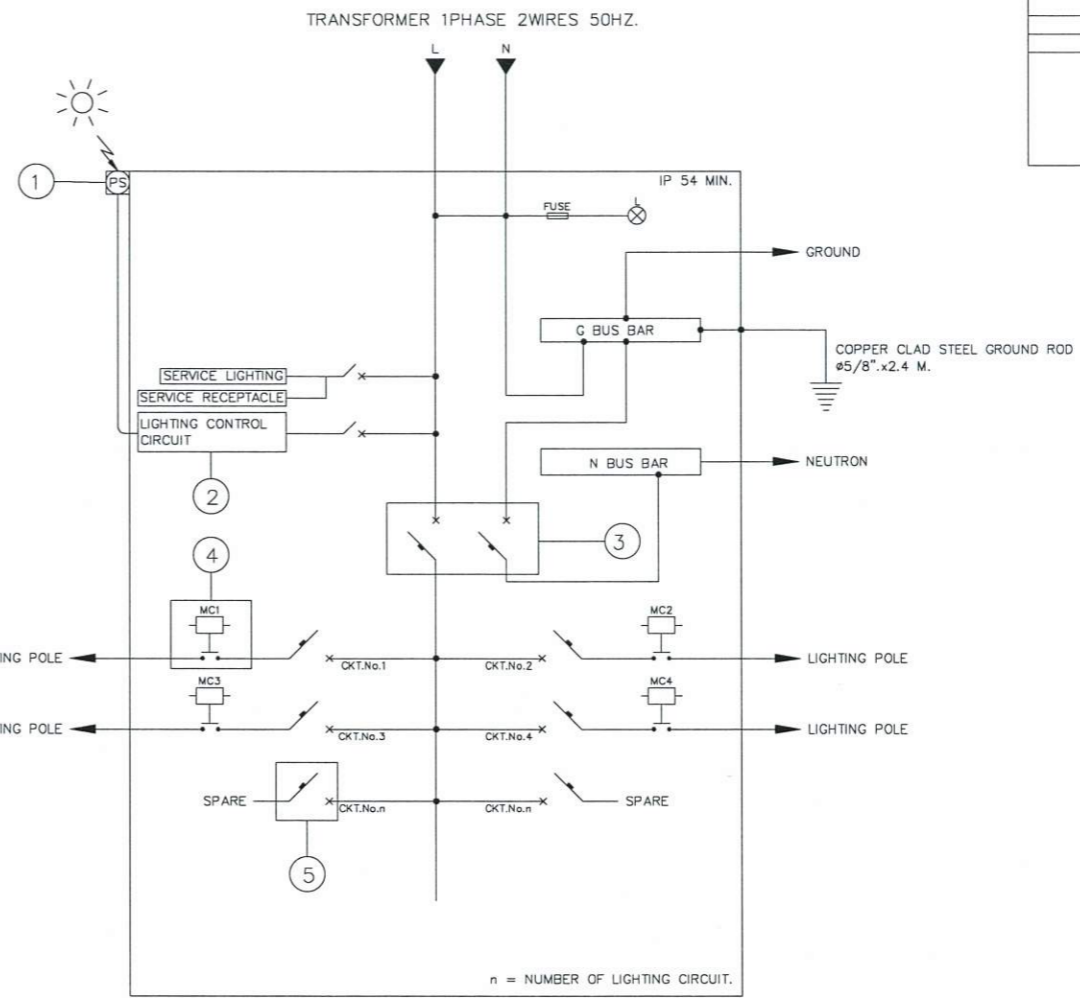 TRANSFORMER 1PHASE 2WIRES 50HZ.
L
N
1
PS
IP 54 MIN.
FUSE
L
GROUND
G BUS BAR
COPPER CLAD STEEL GROUND ROD
ø5/8".x2.4 M.
SERVICE LIGHTING
SERVICE RECEPTACLE
LIGHTING CONTROL
CIRCUIT
N BUS BAR
NEUTRON
2
3
4
MC1
MC2
ING POLE
CKT.No.1
CKT.No.2
LIGHTING POLE
MC3
MC4
ING POLE
CKT.No.3
CKT.No.4
LIGHTING POLE
SPARE
CKT.No.n
CKT.No.n
SPARE
5
n = NUMBER OF LIGHTING CIRCUIT.